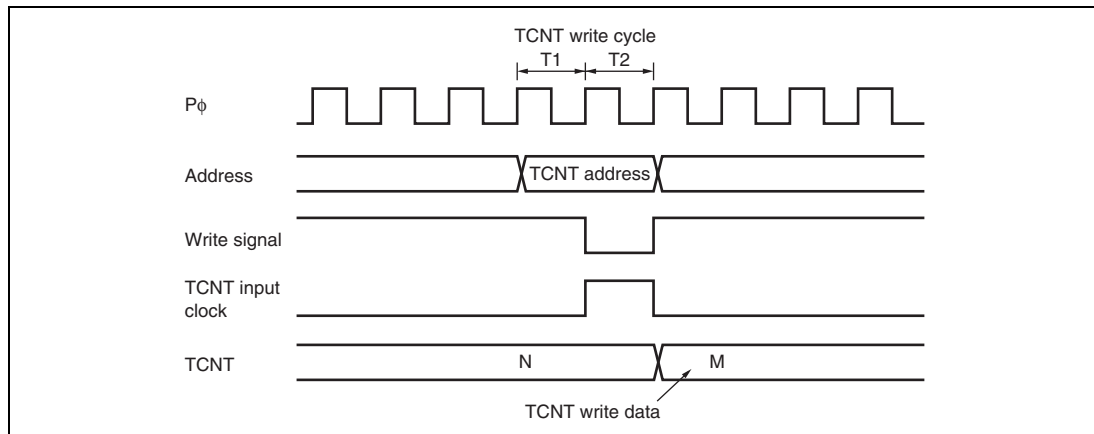 TCNT write cycle
T1 T2
Pϕ
Address
TCNT address
Write signal
TCNT input
clock
TCNT
N M
TCNT write data